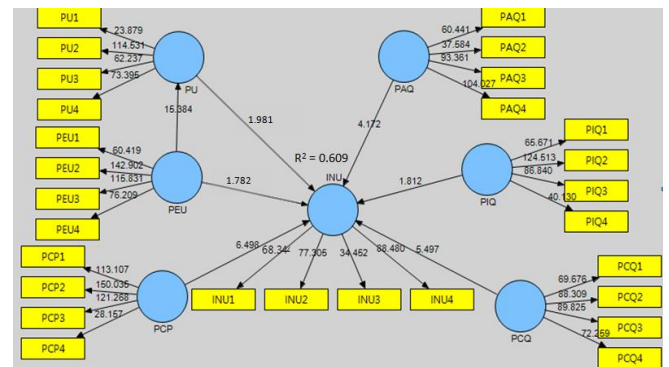 PU1
PU2
PU3
PU4
23.879
114.531
62.237
73.395
PU
15.384
PEU1
PEU2
PEU3
PEU4
60.419
142.902
115.831
76.209
PEU
PCP1
PCP2
PCP3
PCP4
113.107
150.035
121.268
28.157
PCP
1.981
1.782
6.498
R² = 0.609
INU
68.34
77.305
34.452
88.480
INU1
INU2
INU3
INU4
4.172
1.812
5.497
PAQ
60.441
37.584
93.361
104.027
PAQ1
PAQ2
PAQ3
PAQ4
PIQ
65.671
124.513
86.840
40.130
PIQ1
PIQ2
PIQ3
PIQ4
PCQ
69.676
88.309
89.825
72.259
PCQ1
PCQ2
PCQ3
PCQ4